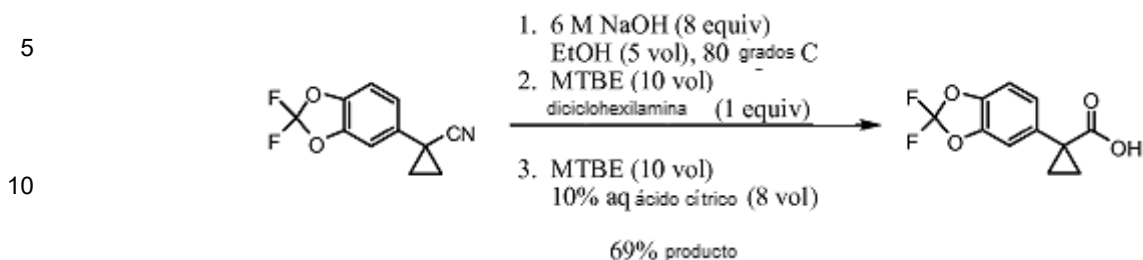 5
10
1. 6 M NaOH (8 equiv)
EtOH (5 vol), 80 grados C
2. MTBE (10 vol)
diciclohexilamina (1 equiv)
3. MTBE (10 vol)
10% aq ácido cítrico (8 vol)
69% producto
F
F
O
O
CN
F
F
O
O
O
OH